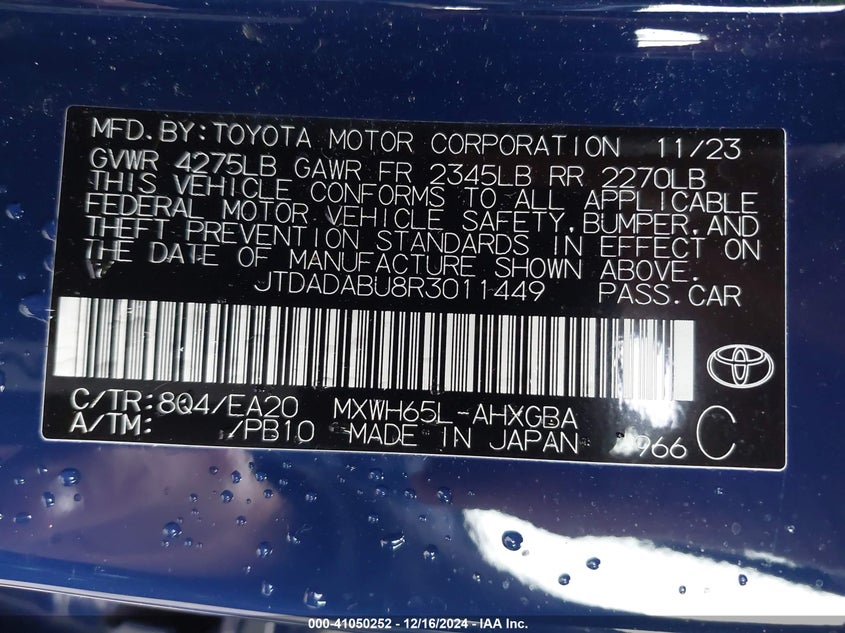 MFD.BY:TOYOTA MOTOR CORPORATION 11/23
GVWR 4275LB GAWR FR 2345LB RR 2270LB
THIS VEHICLE CONFORMS TO ALL APPLICABLE
FEDERAL MOTOR VEHICLE SAFETY,BUMPER,AND
THEFT PREVENTION STANDARDS IN EFFECT ON
THE DATE OF MANUFACTURE SHOWN ABOVE.
JTDADABU8R3011449 PASS.CAR
C/TR:8Q4/EA20 MXWH65L-AHXGBA
A/TM: /PB10 MADE IN JAPAN 966 C
000-41050252 - 12/16/2024 - IAA Inc.